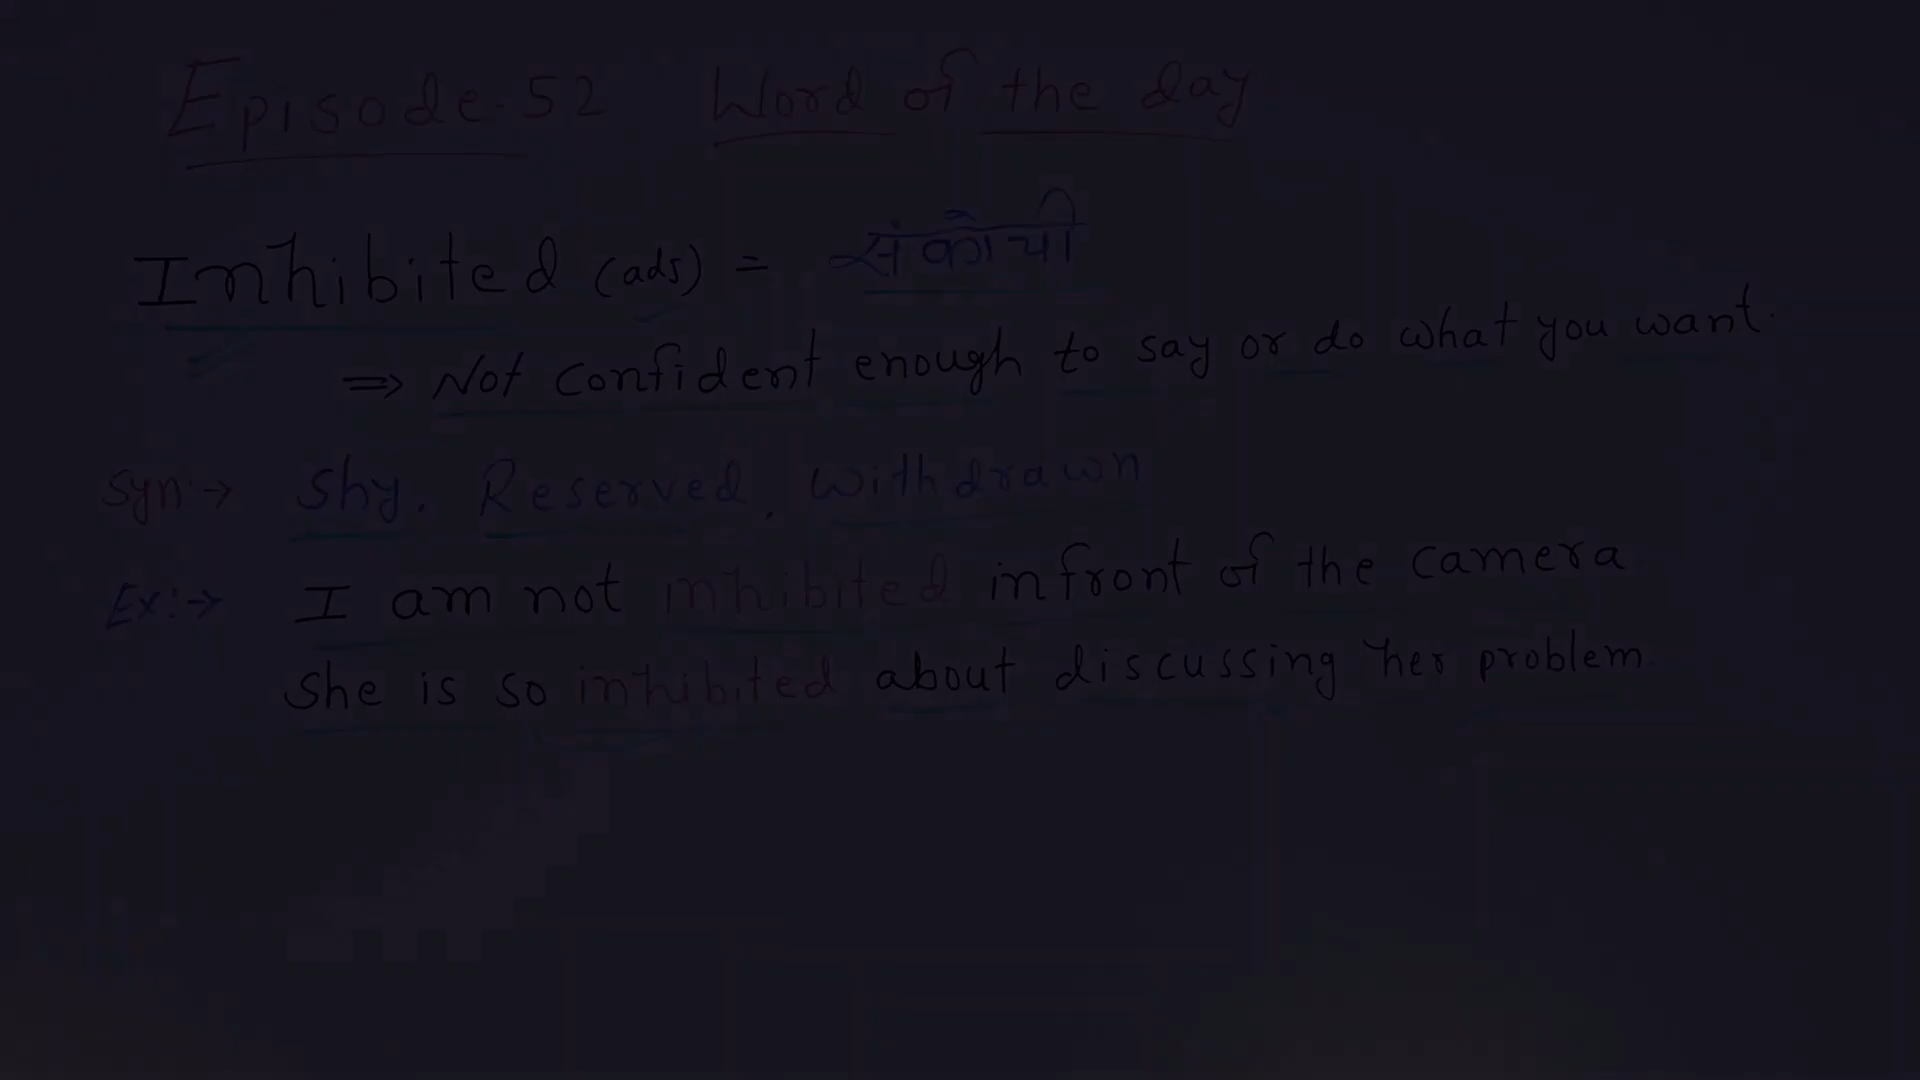 Episode-52 Word of the day
Inhibited (adj) = संकोची
⇒ Not confident enough to say or do what you want.
Syn:→ Shy, Reserved, withdrawn
Ex:→ I am not inhibited infront of the camera
She is so inhibited about discussing her problem.